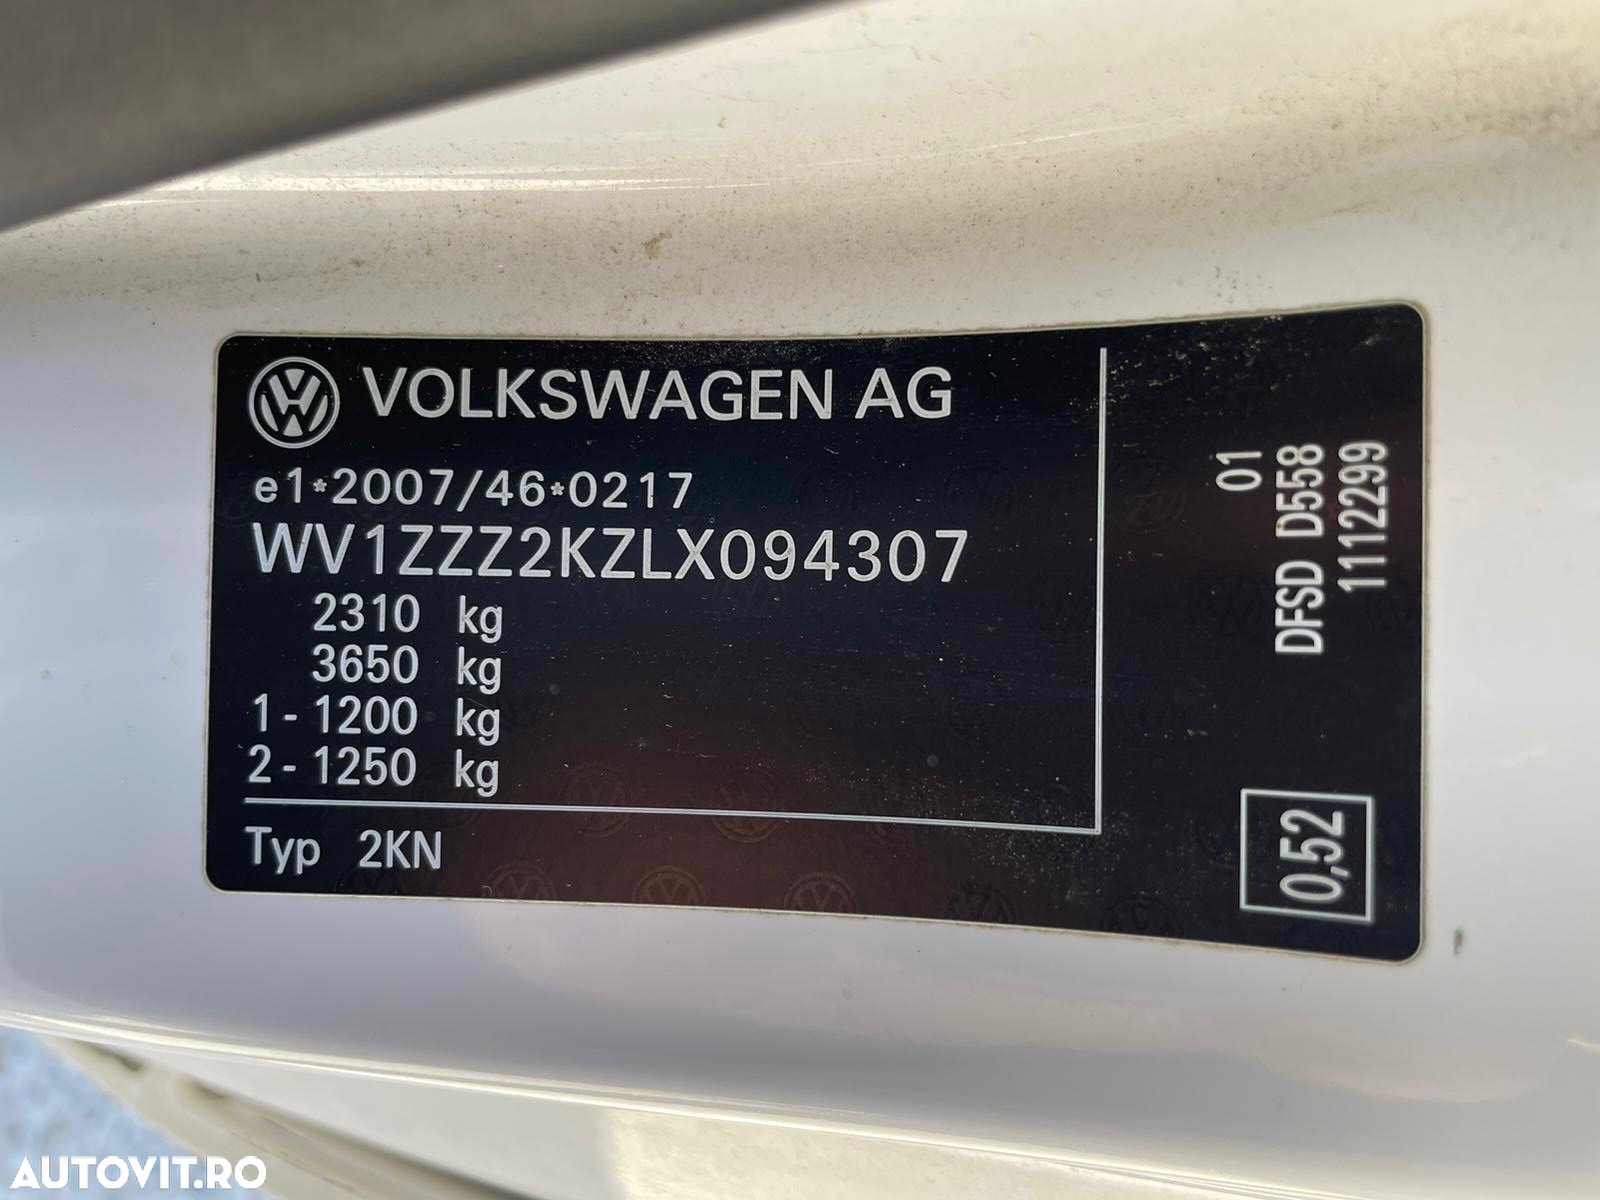 VOLKSWAGEN AG
e1*2007/46*0217
WV1ZZZ2KZLX094307
2310 kg
3650 kg
1 - 1200 kg
2 - 1250 kg
Typ 2KN
01
DFSD D558
1112299
0,52
AUTOVIT.RO